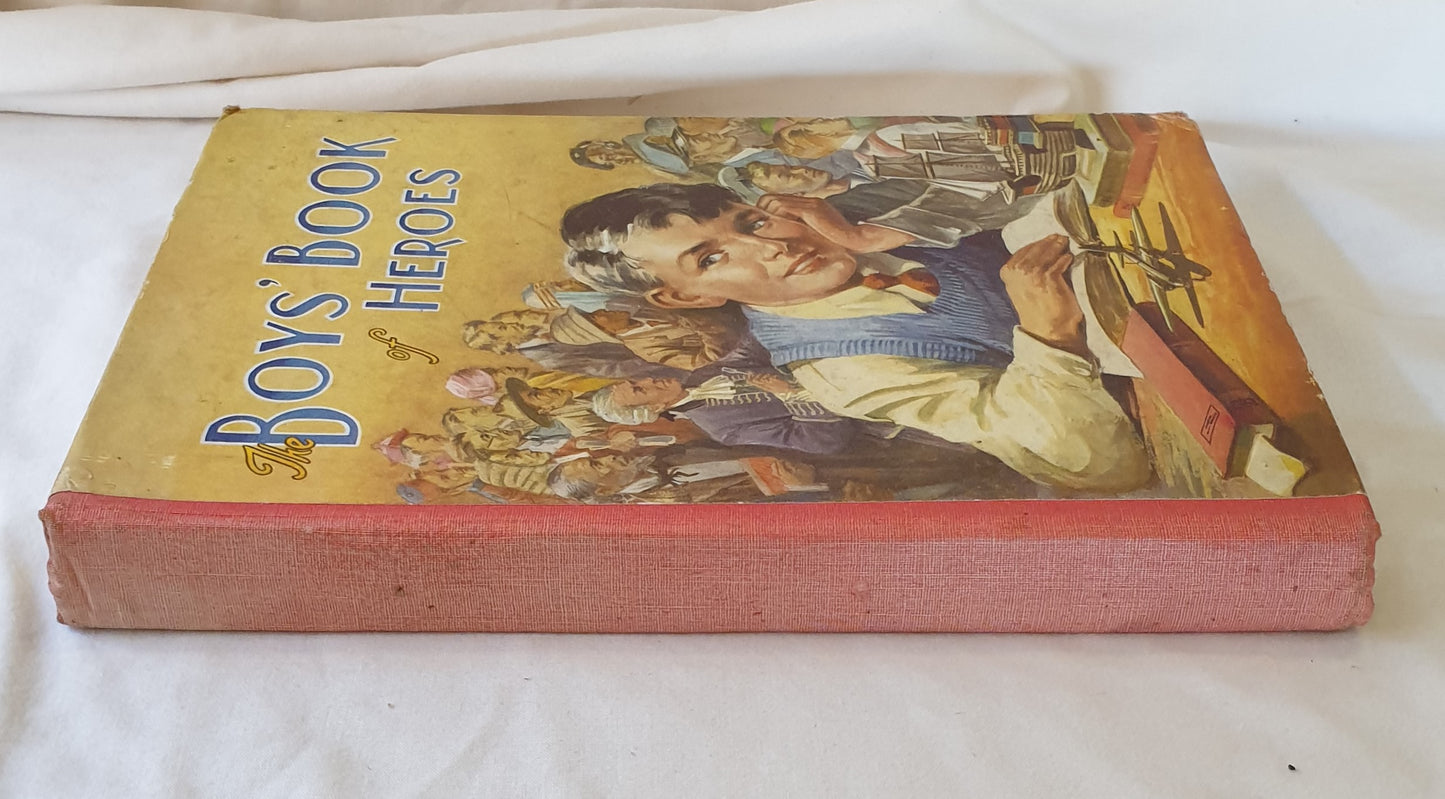 The
BOYS' BOOK
of
HEROES